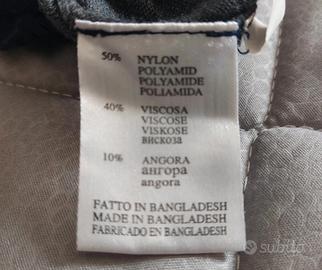 50% NYLON
POLYAMID
POLYAMIDE
POLIAMIDA
40% VISCOSA
VISCOSE
VISKOSE
ВИСКОЗА
10% ANGORA
ангора
angora
FATTO IN BANGLADESH
MADE IN BANGLADESH
FABRICADO EN BANGLADESH
subito